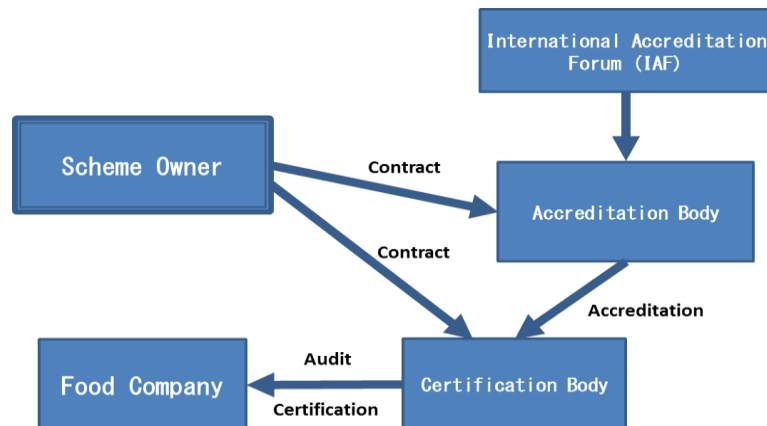 International Accreditation
Forum (IAF)
Scheme Owner
Contract
Accreditation Body
Contract
Accreditation
Audit
Food Company
Certification Body
Certification